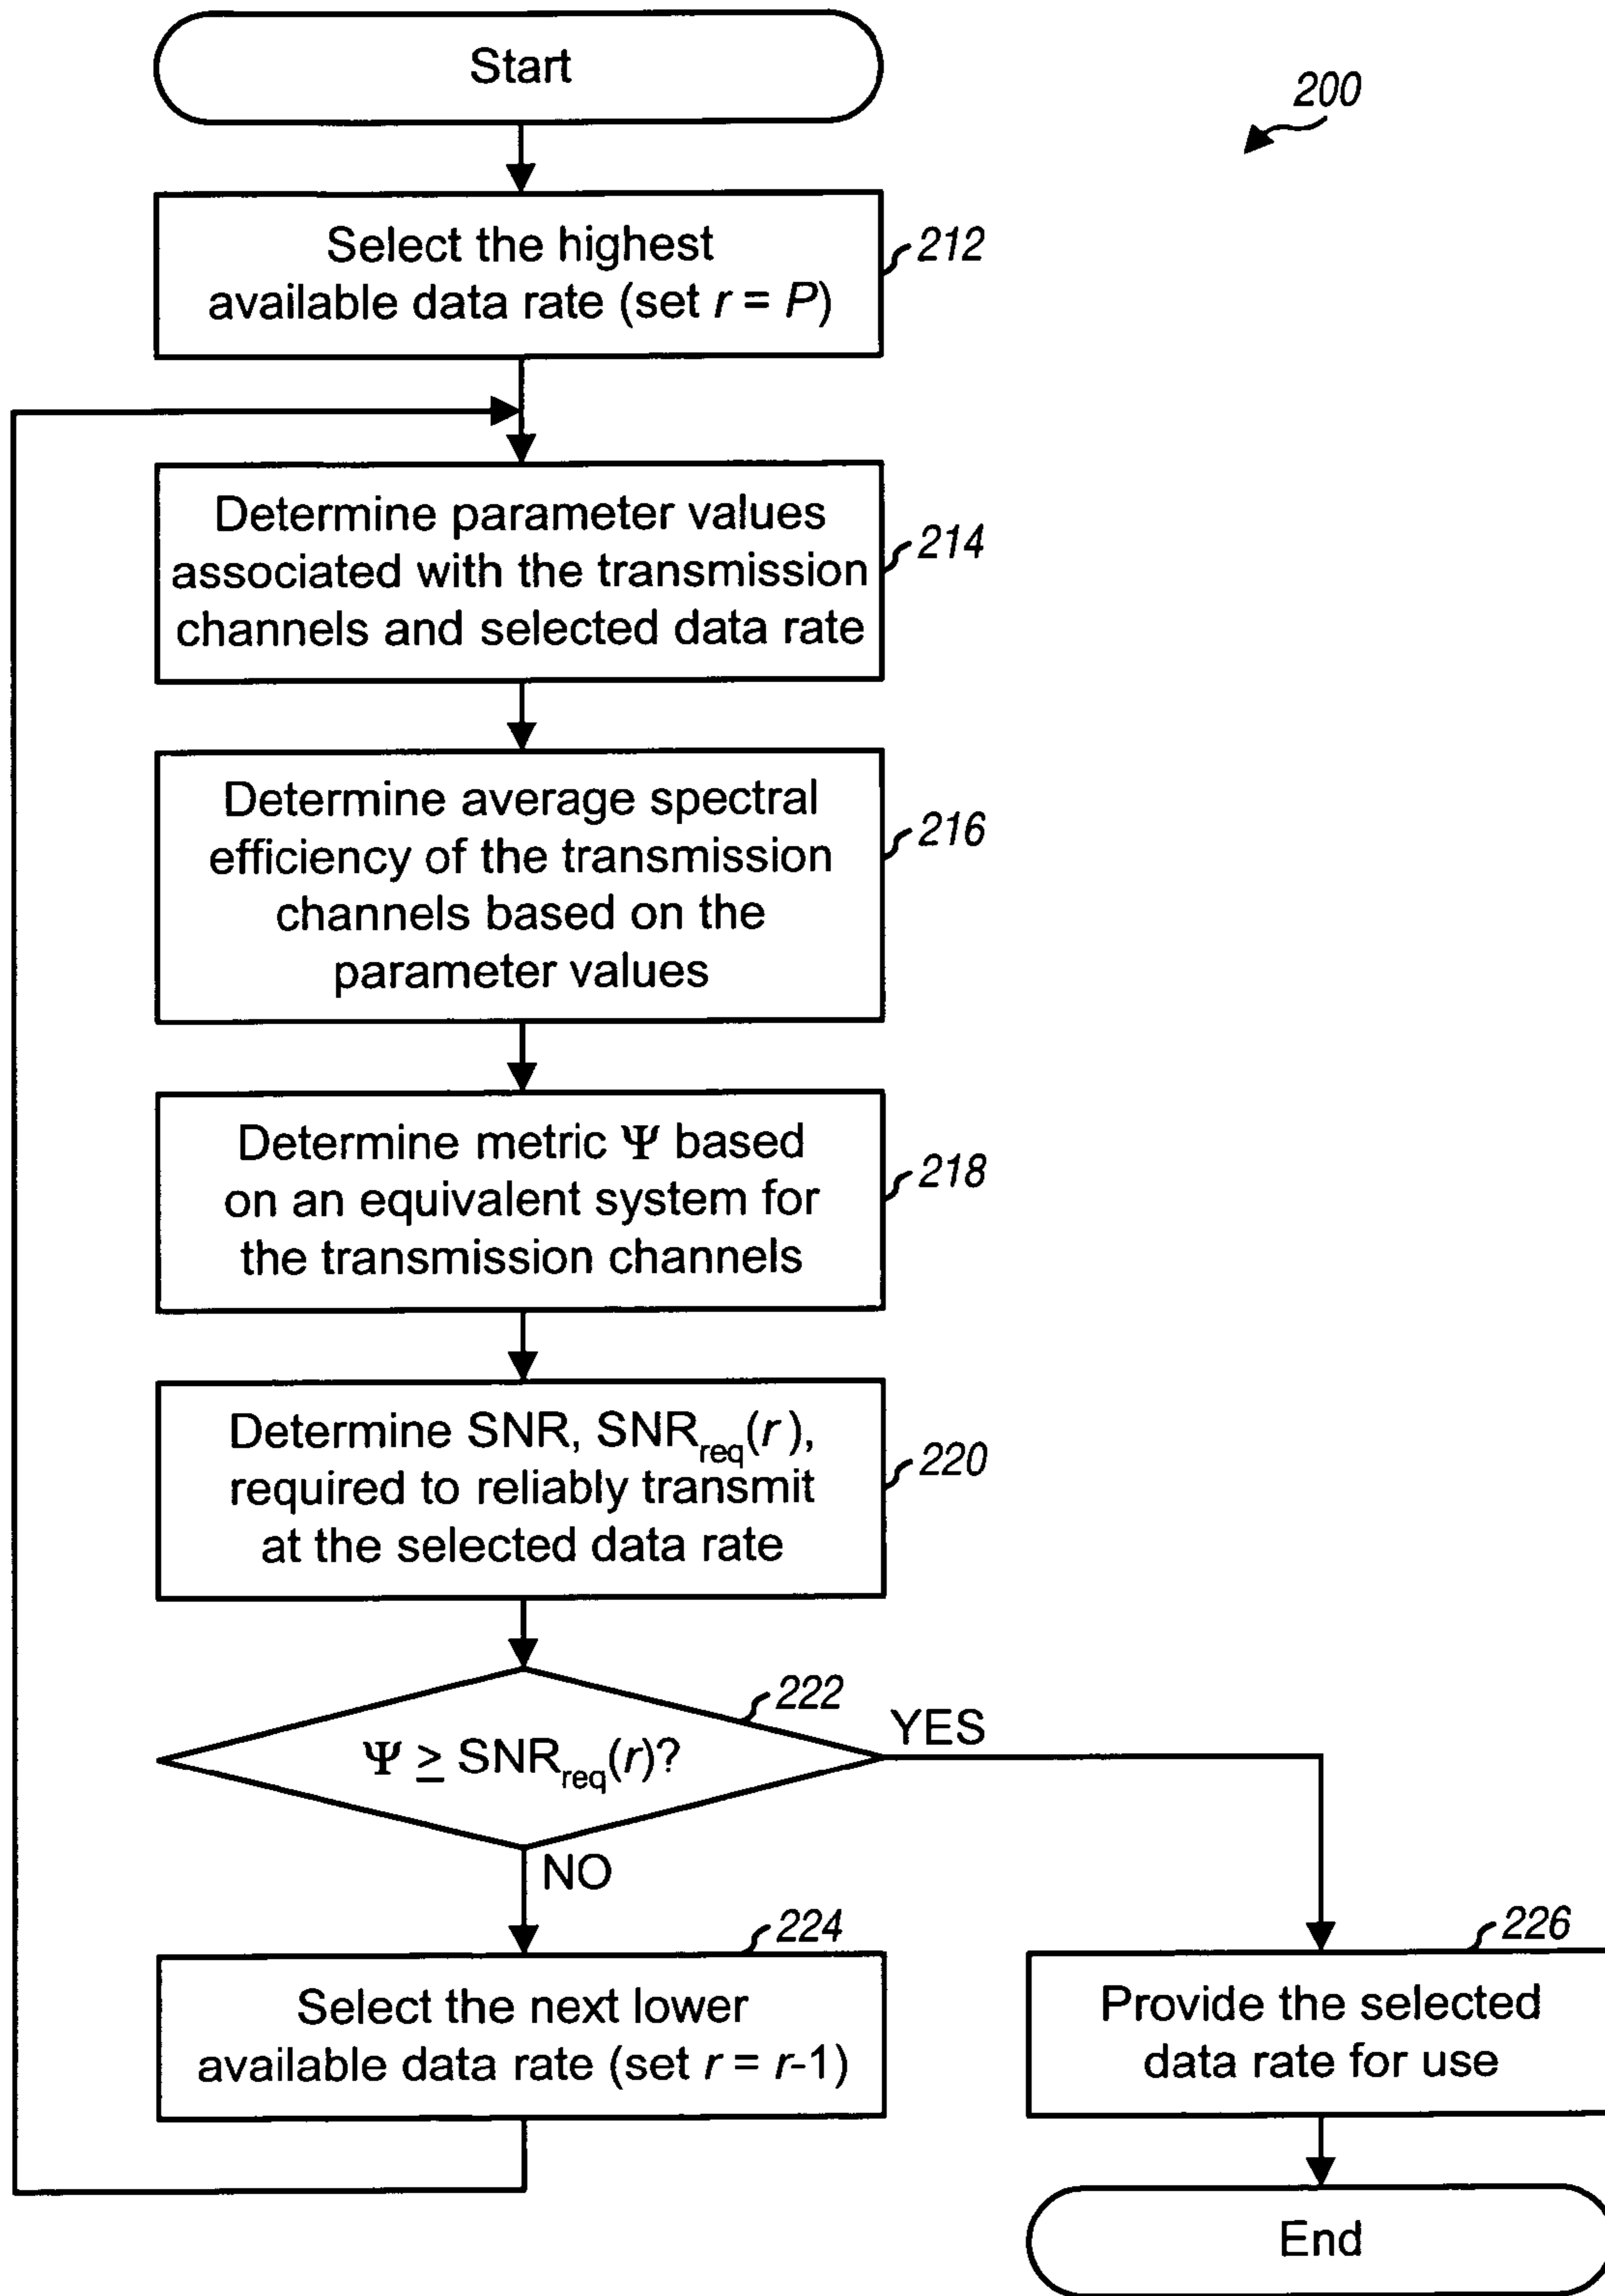 Start
200
Select the highest
available data rate (set r = P)
212
Determine parameter values
associated with the transmission
channels and selected data rate
214
Determine average spectral
efficiency of the transmission
channels based on the
parameter values
216
Determine metric Ψ based
on an equivalent system for
the transmission channels
218
Determine SNR, SNRreq(r),
required to reliably transmit
at the selected data rate
220
222
Ψ ≥ SNRreq(r)?
YES
NO
224
Select the next lower
available data rate (set r = r-1)
226
Provide the selected
data rate for use
End